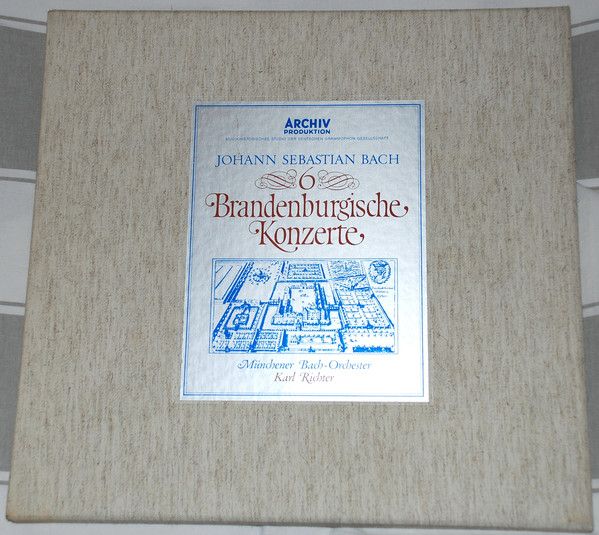 ARCHIV
PRODUKTION
MUSIKHISTORISCHES STUDIO DER DEUTSCHEN GRAMMOPHON GESELLSCHAFT
JOHANN SEBASTIAN BACH
6
Brandenburgische
Konzerte
Münchener Bach-Orchester
Karl Richter